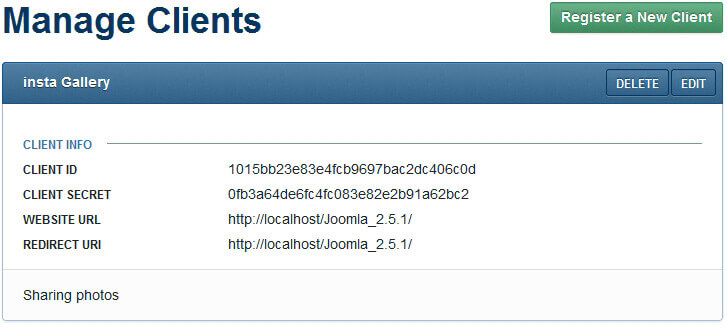 Manage Clients
Register a New Client
insta Gallery
DELETE
EDIT
CLIENT INFO
CLIENT ID 1015bb23e83e4fcb9697bac2dc406c0d
CLIENT SECRET 0fb3a64de6fc4fc083e82e2b91a62bc2
WEBSITE URL http://localhost/Joomla_2.5.1/
REDIRECT URI http://localhost/Joomla_2.5.1/
Sharing photos